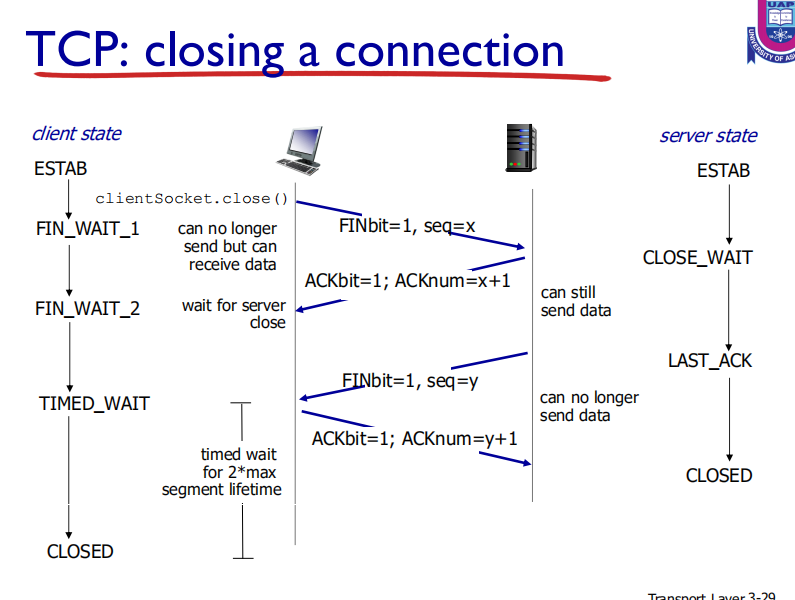 TCP: closing a connection
UAP
UNIVERSITY OF AS
client state
server state
ESTAB
ESTAB
clientSocket.close()
FIN_WAIT_1
can no longer
send but can
receive data
FINbit=1, seq=x
CLOSE_WAIT
ACKbit=1; ACKnum=x+1
FIN_WAIT_2
wait for server
close
can still
send data
LAST_ACK
FINbit=1, seq=y
TIMED_WAIT
can no longer
send data
ACKbit=1; ACKnum=y+1
timed wait
for 2*max
segment lifetime
CLOSED
CLOSED
Transport Layer 3-29